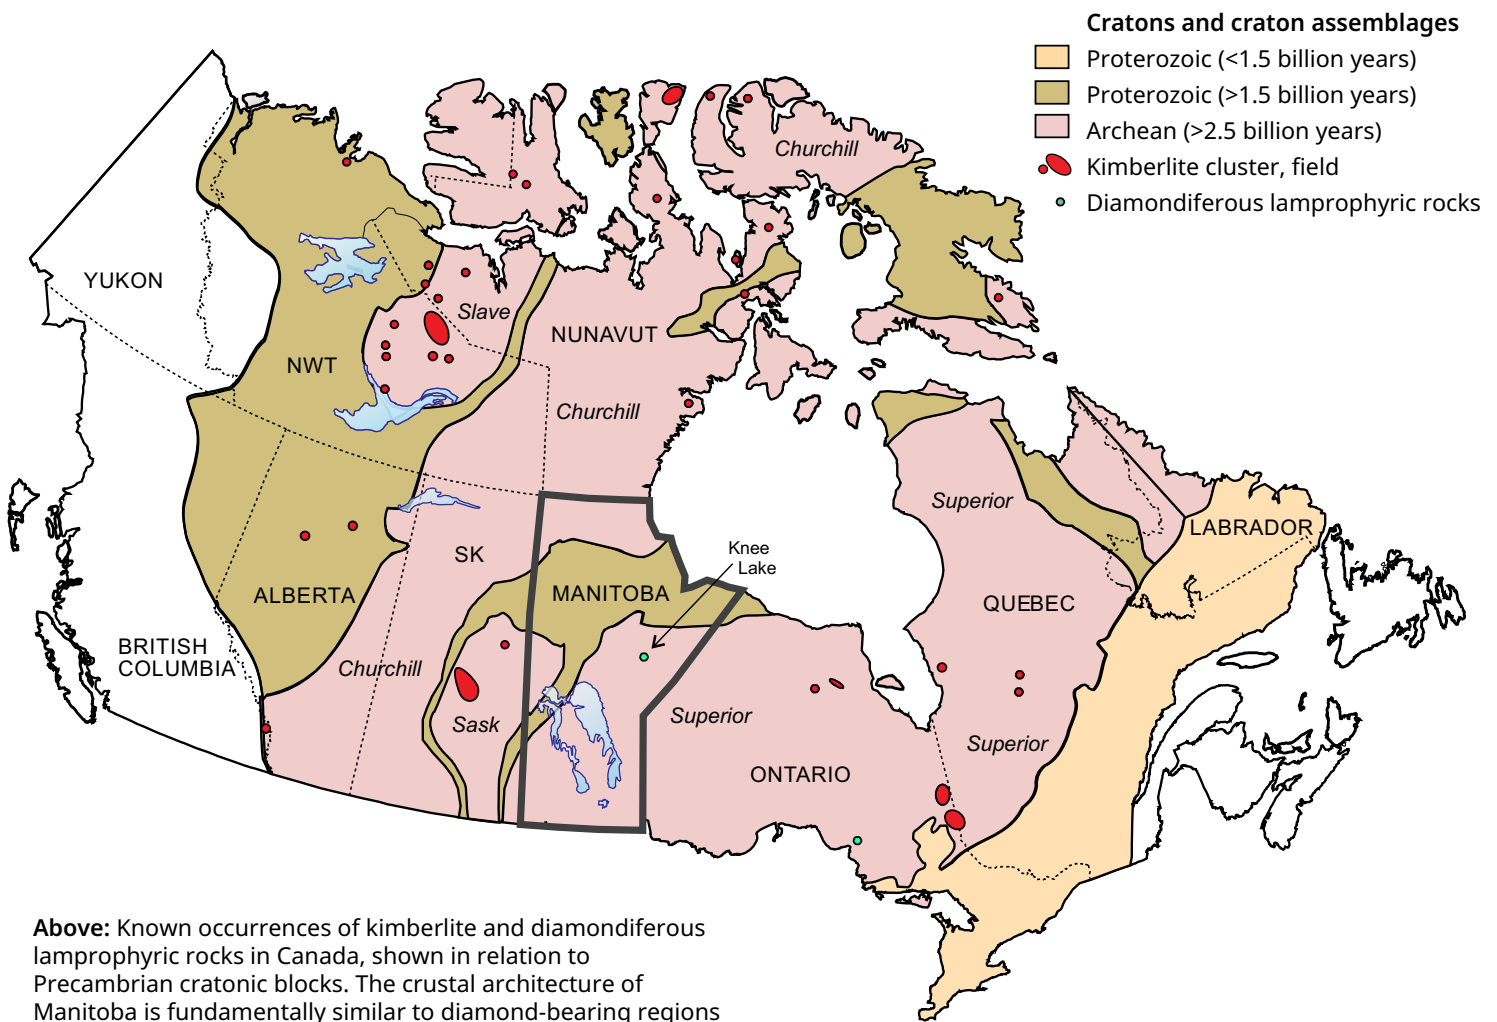 Cratons and craton assemblages
Proterozoic (<1.5 billion years)
Proterozoic (>1.5 billion years)
Archean (>2.5 billion years)
Kimberlite cluster, field
Diamondiferous lamprophyric rocks
Churchill
YUKON
Slave
NUNAVUT
NWT
Churchill
Superior
LABRADOR
SK
Knee
Lake
ALBERTA
MANITOBA
QUEBEC
BRITISH
COLUMBIA
Churchill
Sask
Superior
Superior
ONTARIO
Above: Known occurrences of kimberlite and diamondiferous
lamprophyric rocks in Canada, shown in relation to
Precambrian cratonic blocks. The crustal architecture of
Manitoba is fundamentally similar to diamond-bearing regions